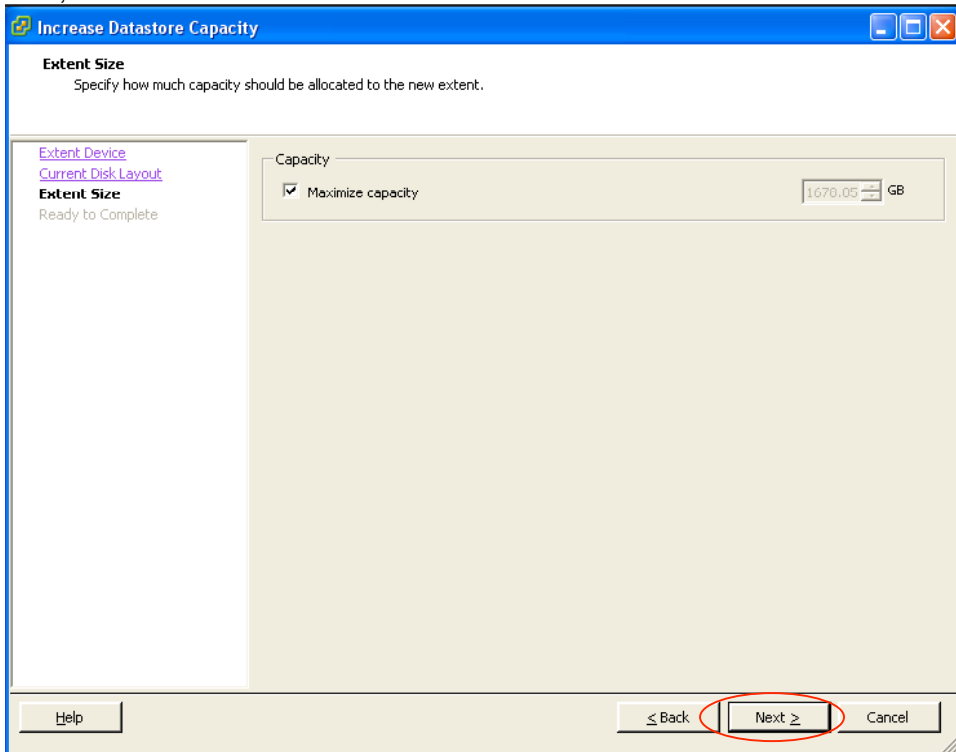 Increase Datastore Capacity
Extent Size
Specify how much capacity should be allocated to the new extent.
Extent Device
Current Disk Layout
Extent Size
Ready to Complete
Capacity
Maximize capacity
1670.05 GB
Help
< Back
Next >
Cancel